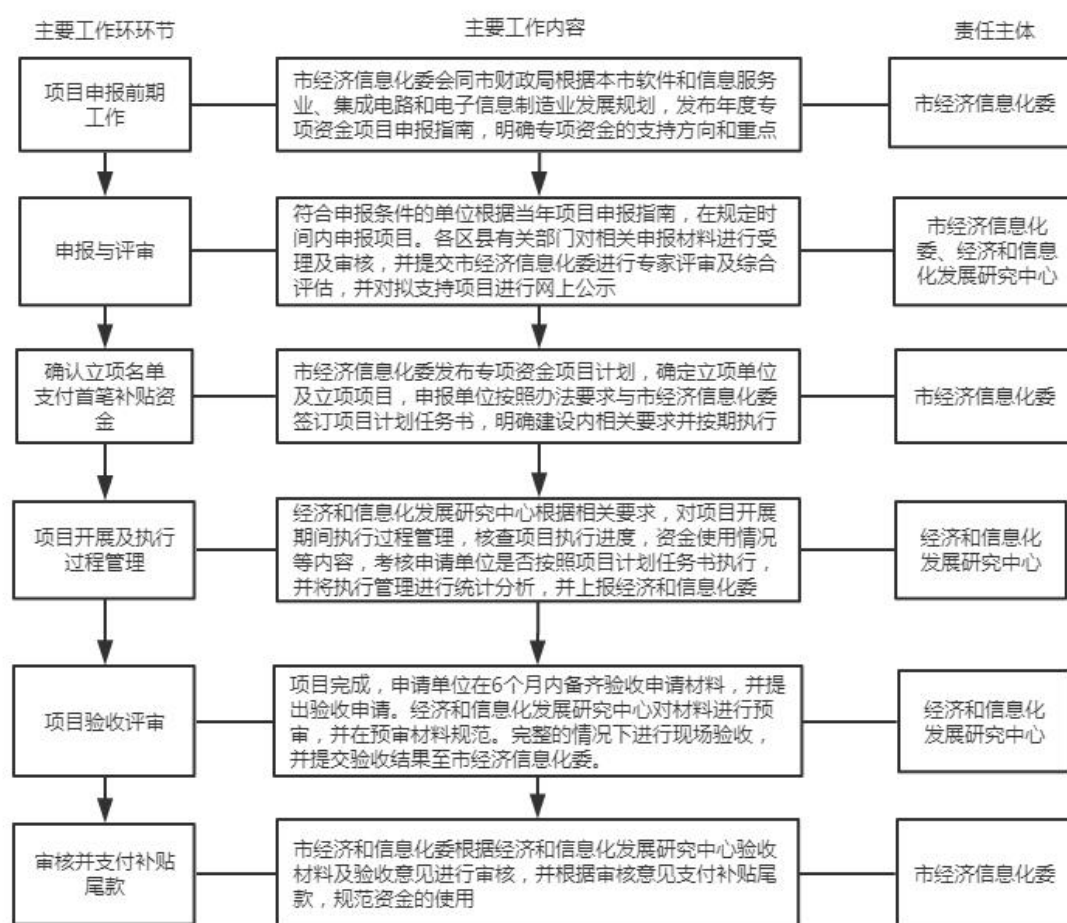 主要工作环环节
主要工作内容
责任主体
项目申报前期
工作
市经济信息化委会同市财政局根据本市软件和信息服务
业、集成电路和电子信息制造业发展规划，发布年度专
项资金项目申报指南，明确专项资金的支持方向和重点
市经济信息化委
申报与评审
符合申报条件的单位根据当年项目申报指南，在规定时
间内申报项目。各区县有关部门对相关申报材料进行受
理及审核，并提交市经济信息化委进行专家评审及综合
评估，并对拟支持项目进行网上公示
市经济信息化
委、经济和信息
化发展研究中心
确认立项名单
支付首笔补贴资
金
市经济信息化委发布专项资金项目计划，确定立项单位
及立项项目，申报单位按照办法要求与市经济信息化委
签订项目计划任务书，明确建设内相关要求并按期执行
市经济信息化委
项目开展及执行
过程管理
经济和信息化发展研究中心根据相关要求，对项目开展
期间执行过程管理，核查项目执行进度，资金使用情况
等内容，考核申请单位是否按照项目计划任务书执行，
并将执行管理进行统计分析，并上报经济和信息化委
经济和信息化
发展研究中心
项目验收评审
项目完成，申请单位在6个月内备齐验收申请材料，并提
出验收申请。经济和信息化发展研究中心对材料进行预
审，并在预审材料规范。完整的情况下进行现场验收，
并提交验收结果至市经济信息化委。
经济和信息化
发展研究中心
审核并支付补贴
尾款
市经济和信息化委根据经济和信息化发展研究中心验收
材料及验收意见进行审核，并根据审核意见支付补贴尾
款，规范资金的使用
市经济信息化委